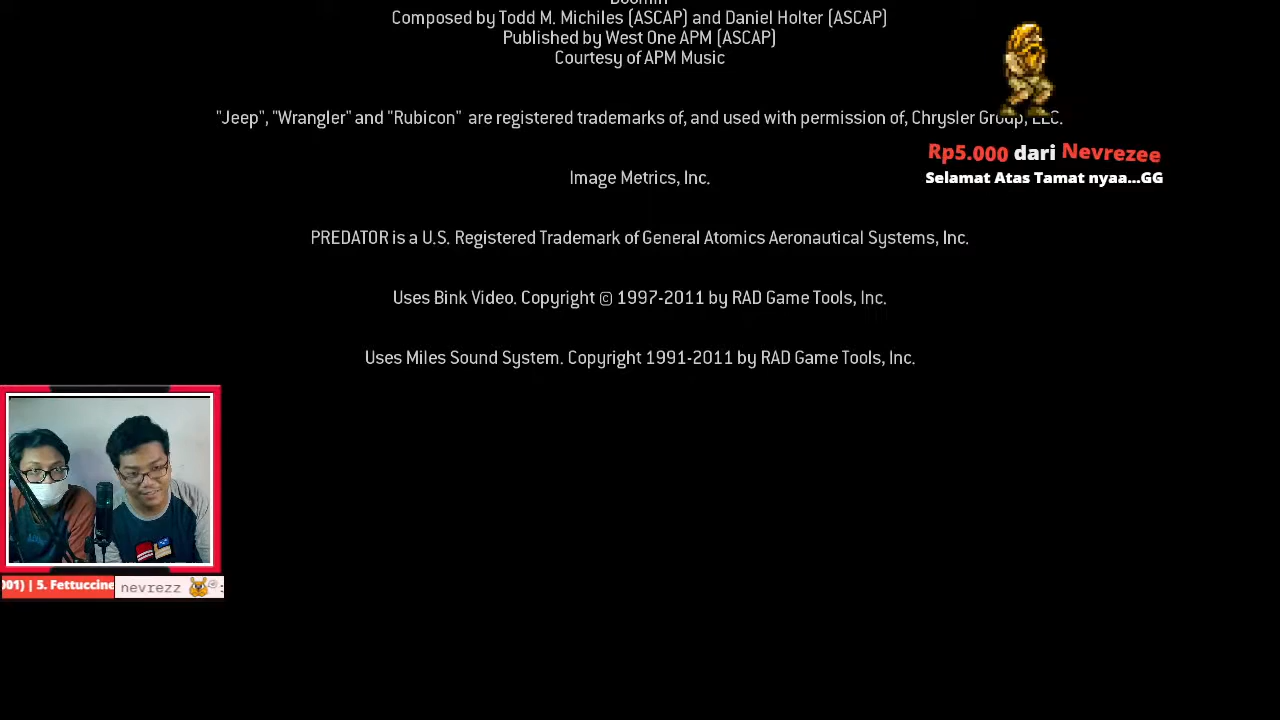 Composed by Todd M. Michiles (ASCAP) and Daniel Holter (ASCAP)
Published by West One APM (ASCAP)
Courtesy of APM Music
"Jeep", "Wrangler" and "Rubicon" are registered trademarks of, and used with permission of, Chrysler Group, LLC.
Rp5.000 dari Nevrezee
Selamat Atas Tamat nyaa...GG
Image Metrics, Inc.
PREDATOR is a U.S. Registered Trademark of General Atomics Aeronautical Systems, Inc.
Uses Bink Video. Copyright © 1997-2011 by RAD Game Tools, Inc.
Uses Miles Sound System. Copyright 1991-2011 by RAD Game Tools, Inc.
001) | 5. Fettuccine
nevrezz